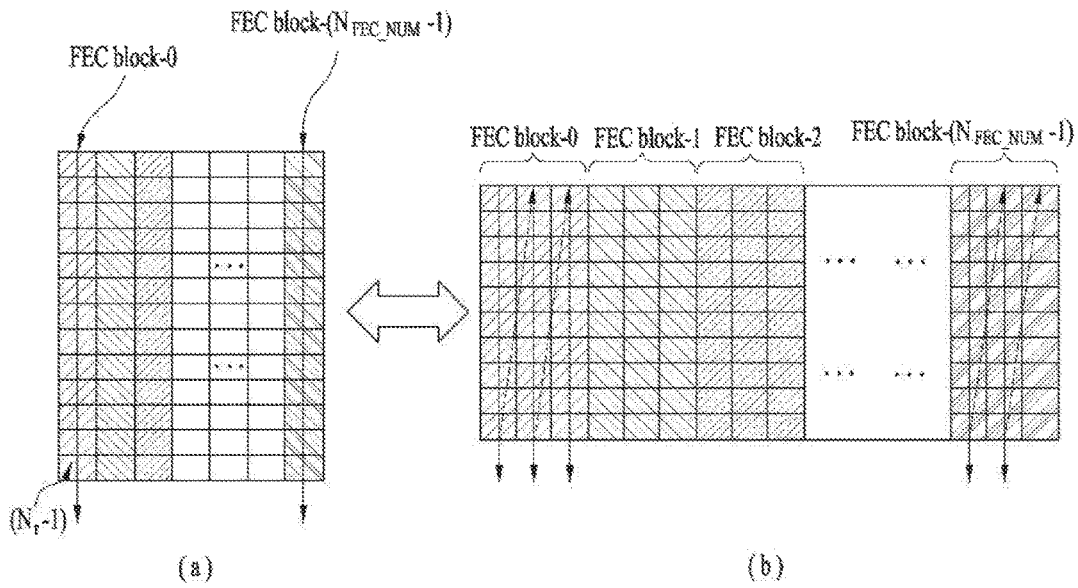 FEC block-(N_FEC_NUM -1)
FEC block-0
FEC block-0
FEC block-1
FEC block-2
FEC block-(N_FEC_NUM -1)
...
...
... ...
... ...
(N_r-1)
(a)
(b)